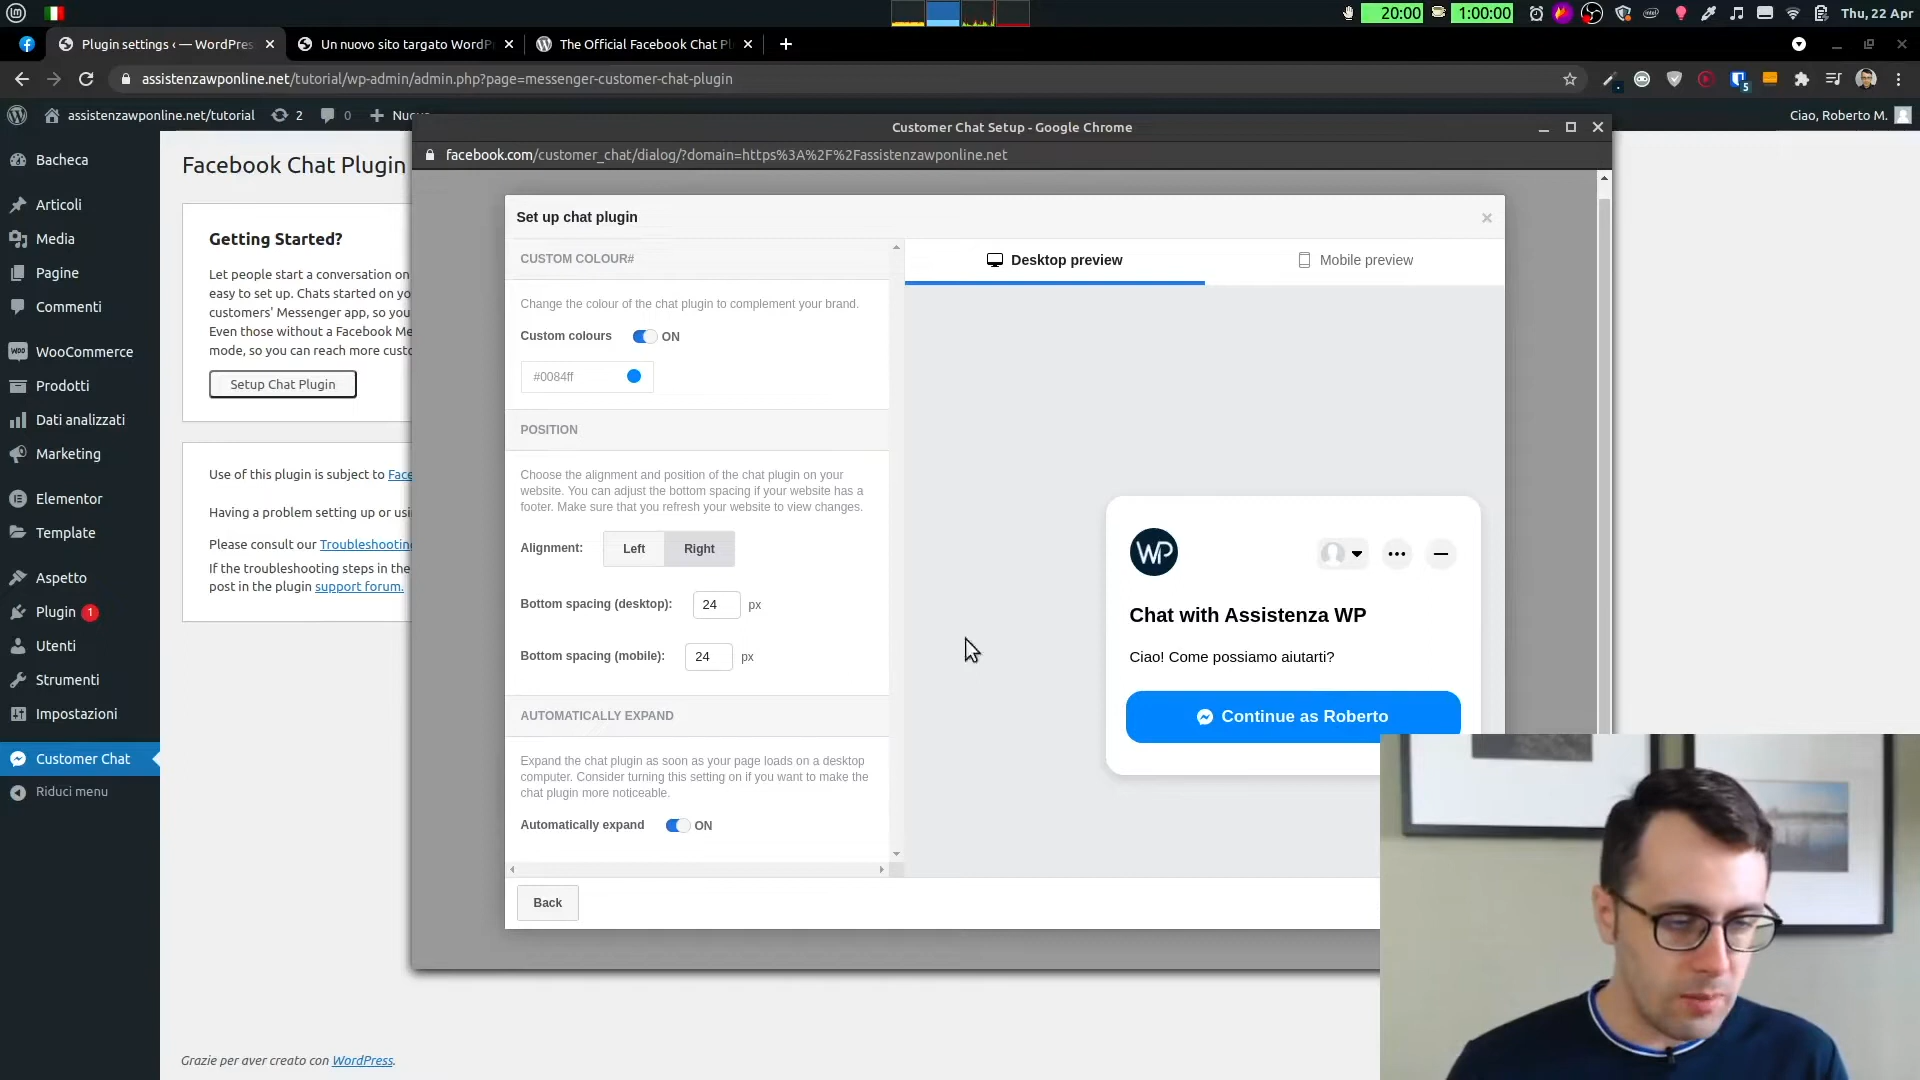 20:00
1:00:00
Thu, 22 Apr
Plugin settings ‹ — WordPres
Un nuovo sito targato WordP
The Official Facebook Chat Pl
assistenzawponline.net/tutorial/wp-admin/admin.php?page=messenger-customer-chat-plugin
5
assistenzawponline.net/tutorial
2
0
Nuo
Ciao, Roberto M.
Bacheca
Articoli
Media
Pagine
Commenti
WooCommerce
Prodotti
Dati analizzati
Marketing
Elementor
Template
Aspetto
Plugin 1
Utenti
Strumenti
Impostazioni
Customer Chat
Riduci menu
Facebook Chat Plugin
Getting Started?
Let people start a conversation on
easy to set up. Chats started on yo
customers' Messenger app, so you
Even those without a Facebook Me
mode, so you can reach more custo
Setup Chat Plugin
Use of this plugin is subject to Face
Having a problem setting up or usi
Please consult our Troubleshooting
If the troubleshooting steps in the
post in the plugin support forum.
Grazie per aver creato con WordPress.
Customer Chat Setup - Google Chrome
facebook.com/customer_chat/dialog/?domain=https%3A%2F%2Fassistenzawponline.net
Set up chat plugin
CUSTOM COLOUR#
Change the colour of the chat plugin to complement your brand.
Custom colours ON
#0084ff
POSITION
Choose the alignment and position of the chat plugin on your
website. You can adjust the bottom spacing if your website has a
footer. Make sure that you refresh your website to view changes.
Alignment: Left Right
Bottom spacing (desktop): 24 px
Bottom spacing (mobile): 24 px
AUTOMATICALLY EXPAND
Expand the chat plugin as soon as your page loads on a desktop
computer. Consider turning this setting on if you want to make the
chat plugin more noticeable.
Automatically expand ON
Back
Desktop preview
Mobile preview
WP
Chat with Assistenza WP
Ciao! Come possiamo aiutarti?
Continue as Roberto